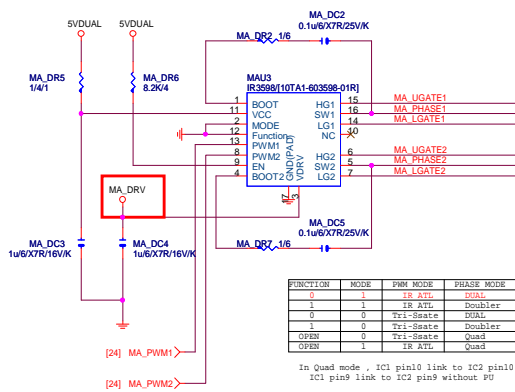 5VDUAL 5VDUAL
MA_DC2
0.1u/6/X7R/25V/K
MA_DR2 1/6
MA_DR5
1/4/1
MA_DR6
8.2K/4
MAU3
IR3598/[10TA1-603598-01R]
1 BOOT HG1 15 MA_UGATE1
11 VCC SW1 16 MA_PHASE1
2 MODE LG1 14 MA_LGATE1
12 Function NC 10
13 PWM1
8 PWM2 HG2 6 MA_UGATE2
9 EN SW2 5 MA_PHASE2
4 BOOT2 LG2 7 MA_LGATE2
GND(PAD) VDRV
17 3
MA_DRV
MA_DC3
1u/6/X7R/16V/K
MA_DC4
1u/6/X7R/16V/K
MA_DR7 1/6
MA_DC5
0.1u/6/X7R/25V/K
[24] MA_PWM1
[24] MA_PWM2
FUNCTION MODE PWM MODE PHASE MODE
0 1 IR ATL DUAL
1 1 IR ATL Doubler
0 0 Tri-Ssate DUAL
1 0 Tri-Ssate Doubler
OPEN 0 Tri-Ssate Quad
OPEN 1 IR ATL Quad
In Quad mode , IC1 pin10 link to IC2 pin10
IC1 pin9 link to IC2 pin9 without PU